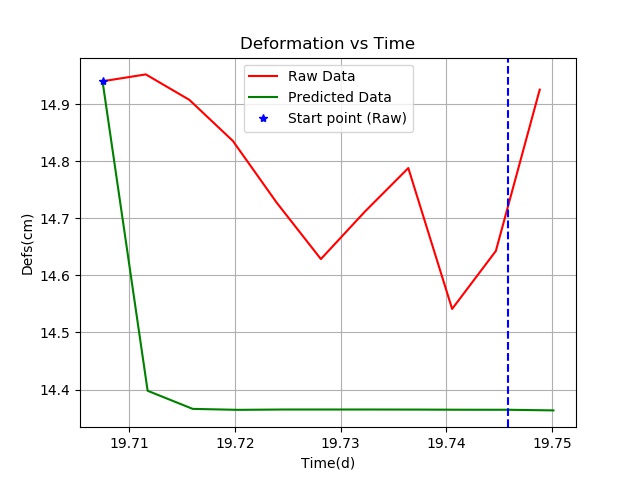 Deformation vs Time
Raw Data
Predicted Data
Start point (Raw)
Defs(cm)
14.9
14.8
14.7
14.6
14.5
14.4
19.71 19.72 19.73 19.74 19.75
Time(d)